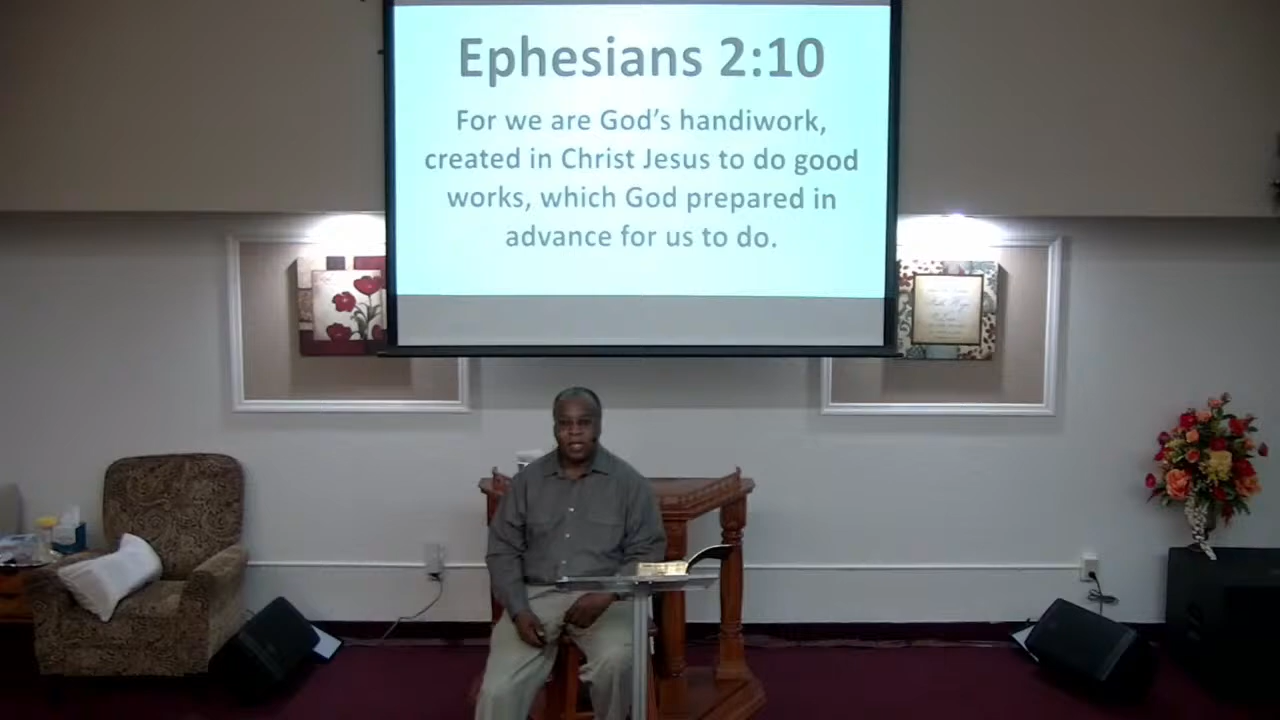 Ephesians 2:10
For we are God's handiwork,
created in Christ Jesus to do good
works, which God prepared in
advance for us to do.